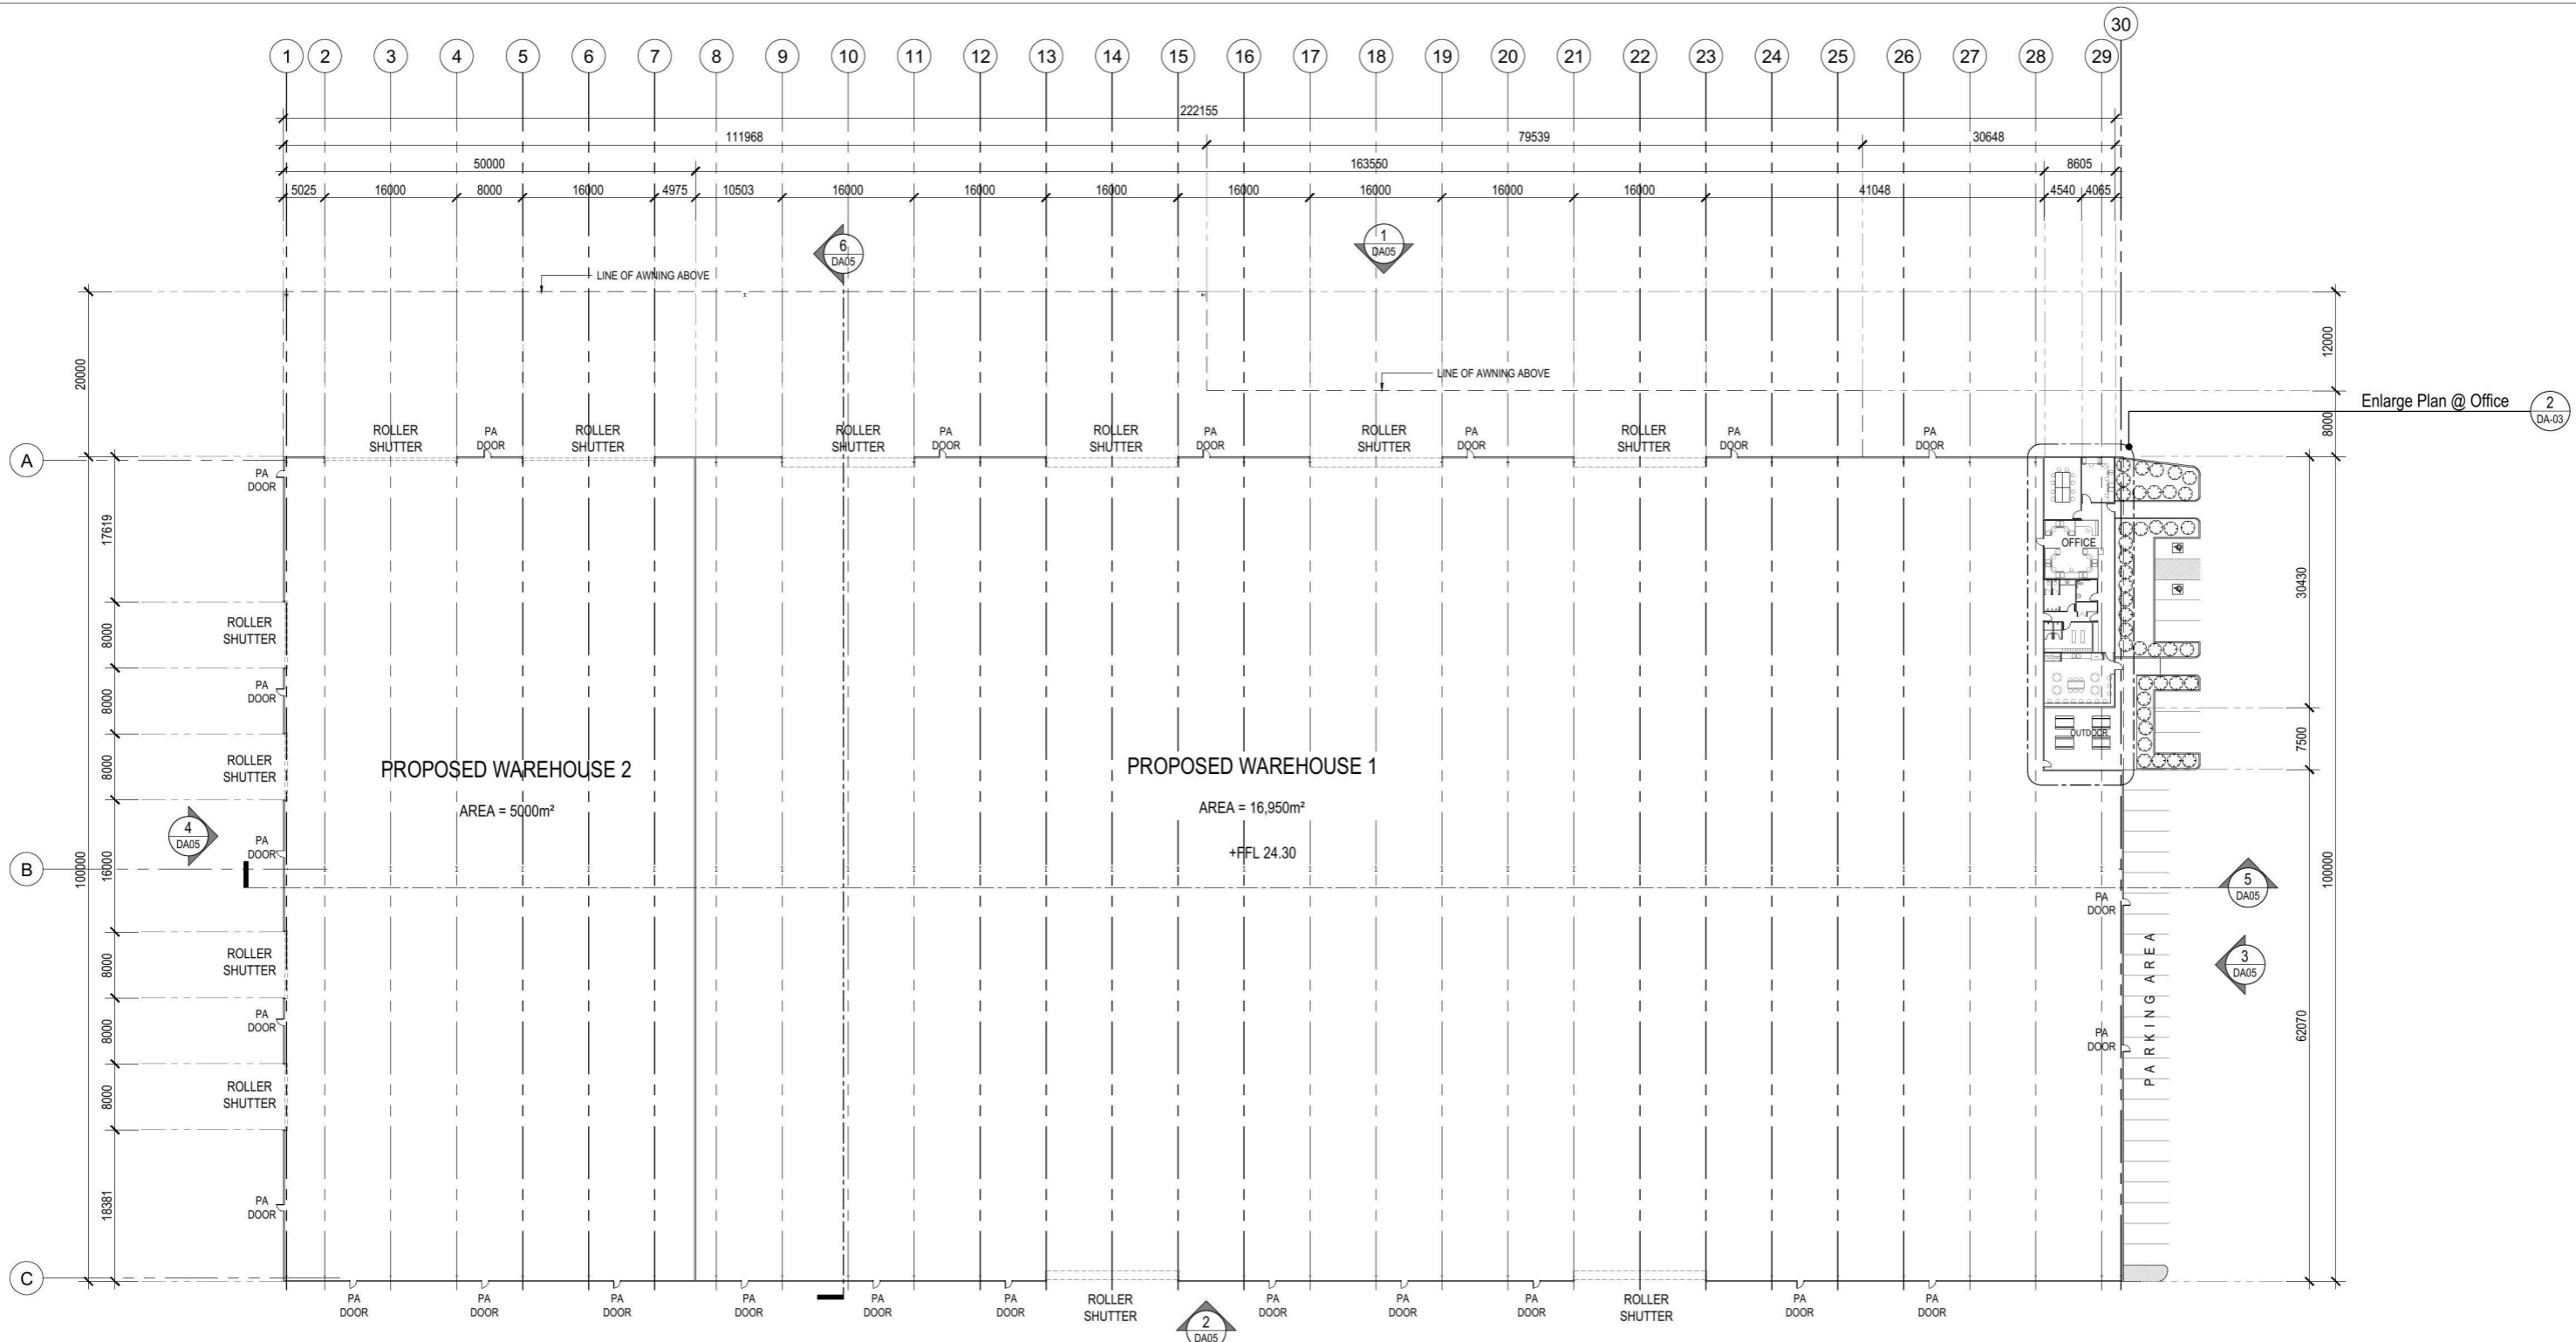 30
1 2 3 4 5 6 7 8 9 10 11 12 13 14 15 16 17 18 19 20 21 22 23 24 25 26 27 28 29
222155
111968 79539 30648
50000 163550 8605
5025 16000 8000 16000 4975 10503 16000 16000 16000 16000 16000 16000 16000 41048 4540 4065
6
DA05
1
DA05
LINE OF AWNING ABOVE
20000
12000
LINE OF AWNING ABOVE
8000
Enlarge Plan @ Office
2
DA-03
ROLLER
SHUTTER
PA
DOOR
ROLLER
SHUTTER
ROLLER
SHUTTER
PA
DOOR
ROLLER
SHUTTER
PA
DOOR
ROLLER
SHUTTER
PA
DOOR
ROLLER
SHUTTER
PA
DOOR
PA
DOOR
A
PA
DOOR
17619
OFFICE
30430
ROLLER
SHUTTER
8000
PA
DOOR
8000
OUTDOOR
7500
ROLLER
SHUTTER
8000
PROPOSED WAREHOUSE 2
AREA = 5000m²
PROPOSED WAREHOUSE 1
AREA = 16,950m²
+FFL 24.30
4
DA05
PA
DOOR
B
100000
16000
5
DA05
100000
PA
DOOR
ROLLER
SHUTTER
8000
3
DA05
PARKING AREA
PA
DOOR
8000
PA
DOOR
62070
ROLLER
SHUTTER
8000
PA
DOOR
18381
C
PA
DOOR
PA
DOOR
PA
DOOR
PA
DOOR
PA
DOOR
PA
DOOR
ROLLER
SHUTTER
2
DA05
PA
DOOR
PA
DOOR
PA
DOOR
ROLLER
SHUTTER
PA
DOOR
PA
DOOR